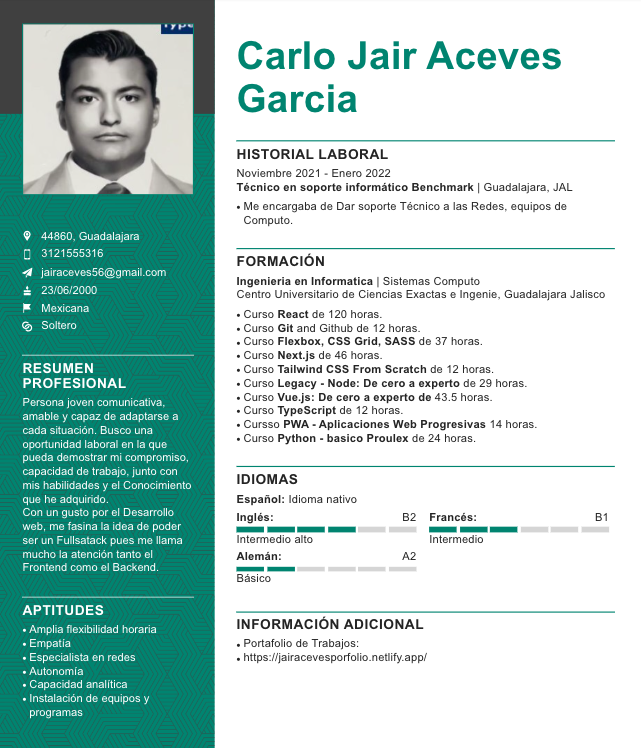 Carlo Jair Aceves
Garcia
44860, Guadalajara
3121555316
jairaceves56@gmail.com
23/06/2000
Mexicana
Soltero
RESUMEN
PROFESIONAL
Persona joven comunicativa,
amable y capaz de adaptarse a
cada situación. Busco una
oportunidad laboral en la que
pueda demostrar mi compromiso,
capacidad de trabajo, junto con
mis habilidades y el Conocimiento
que he adquirido.
Con un gusto por el Desarrollo
web, me fasina la idea de poder
ser un Fullsatack pues me llama
mucho la atención tanto el
Frontend como el Backend.
APTITUDES
• Amplia flexibilidad horaria
• Empatía
• Especialista en redes
• Autonomía
• Capacidad analítica
• Instalación de equipos y
programas
HISTORIAL LABORAL
Noviembre 2021 - Enero 2022
Técnico en soporte informático Benchmark | Guadalajara, JAL
• Me encargaba de Dar soporte Técnico a las Redes, equipos de
Computo.
FORMACIÓN
Ingenieria en Informatica | Sistemas Computo
Centro Universitario de Ciencias Exactas e Ingenie, Guadalajara Jalisco
• Curso React de 120 horas.
• Curso Git and Github de 12 horas.
• Curso Flexbox, CSS Grid, SASS de 37 horas.
• Curso Next.js de 46 horas.
• Curso Tailwind CSS From Scratch de 12 horas.
• Curso Legacy - Node: De cero a experto de 29 horas.
• Curso Vue.js: De cero a experto de 43.5 horas.
• Curso TypeScript de 12 horas.
• Cursso PWA - Aplicaciones Web Progresivas 14 horas.
• Curso Python - basico Proulex de 24 horas.
IDIOMAS
Español: Idioma nativo
Inglés: B2
Intermedio alto
Francés: B1
Intermedio
Alemán: A2
Básico
INFORMACIÓN ADICIONAL
• Portafolio de Trabajos:
• https://jairacevesporfolio.netlify.app/